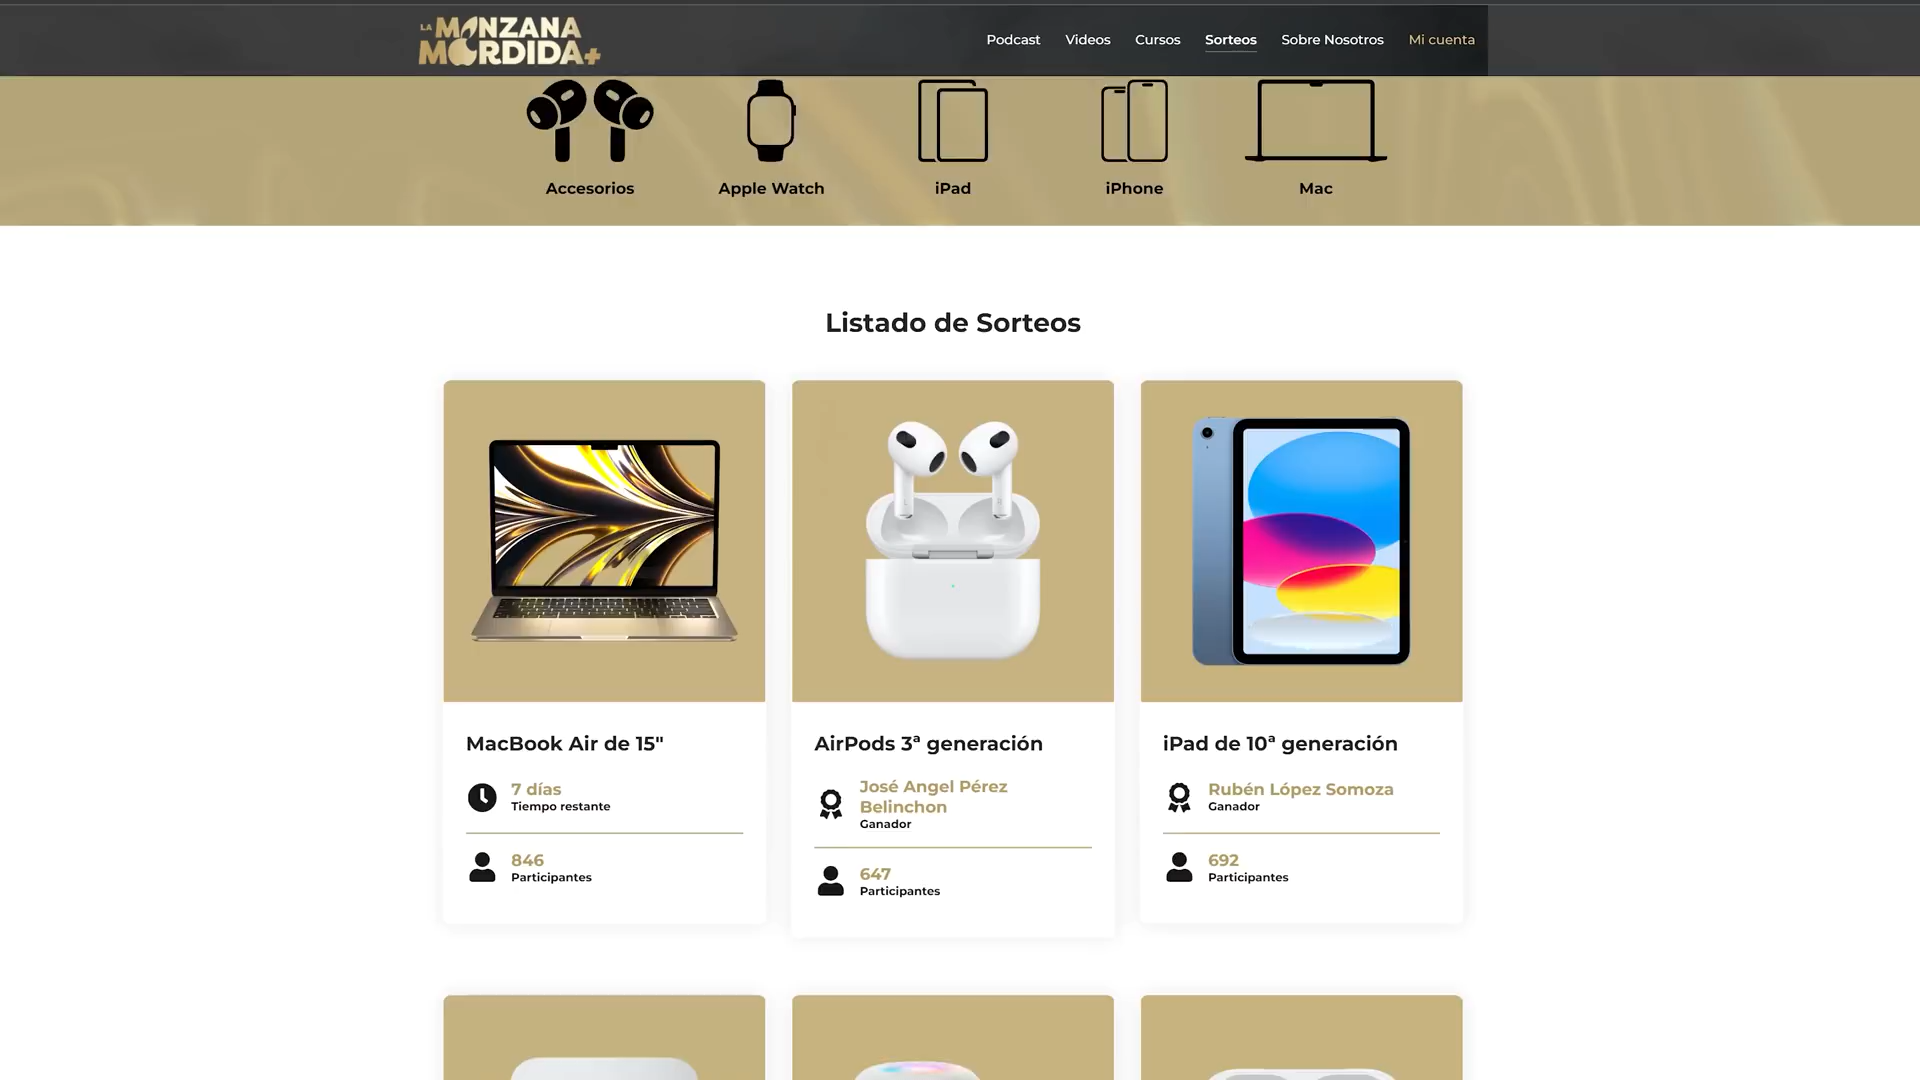 LA MANZANA
MORDIDA+
Podcast
Videos
Cursos
Sorteos
Sobre Nosotros
Mi cuenta
Accesorios
Apple Watch
iPad
iPhone
Mac
Listado de Sorteos
MacBook Air de 15"
7 días
Tiempo restante
846
Participantes
AirPods 3ª generación
José Angel Pérez
Belinchon
Ganador
647
Participantes
iPad de 10ª generación
Rubén López Somoza
Ganador
692
Participantes